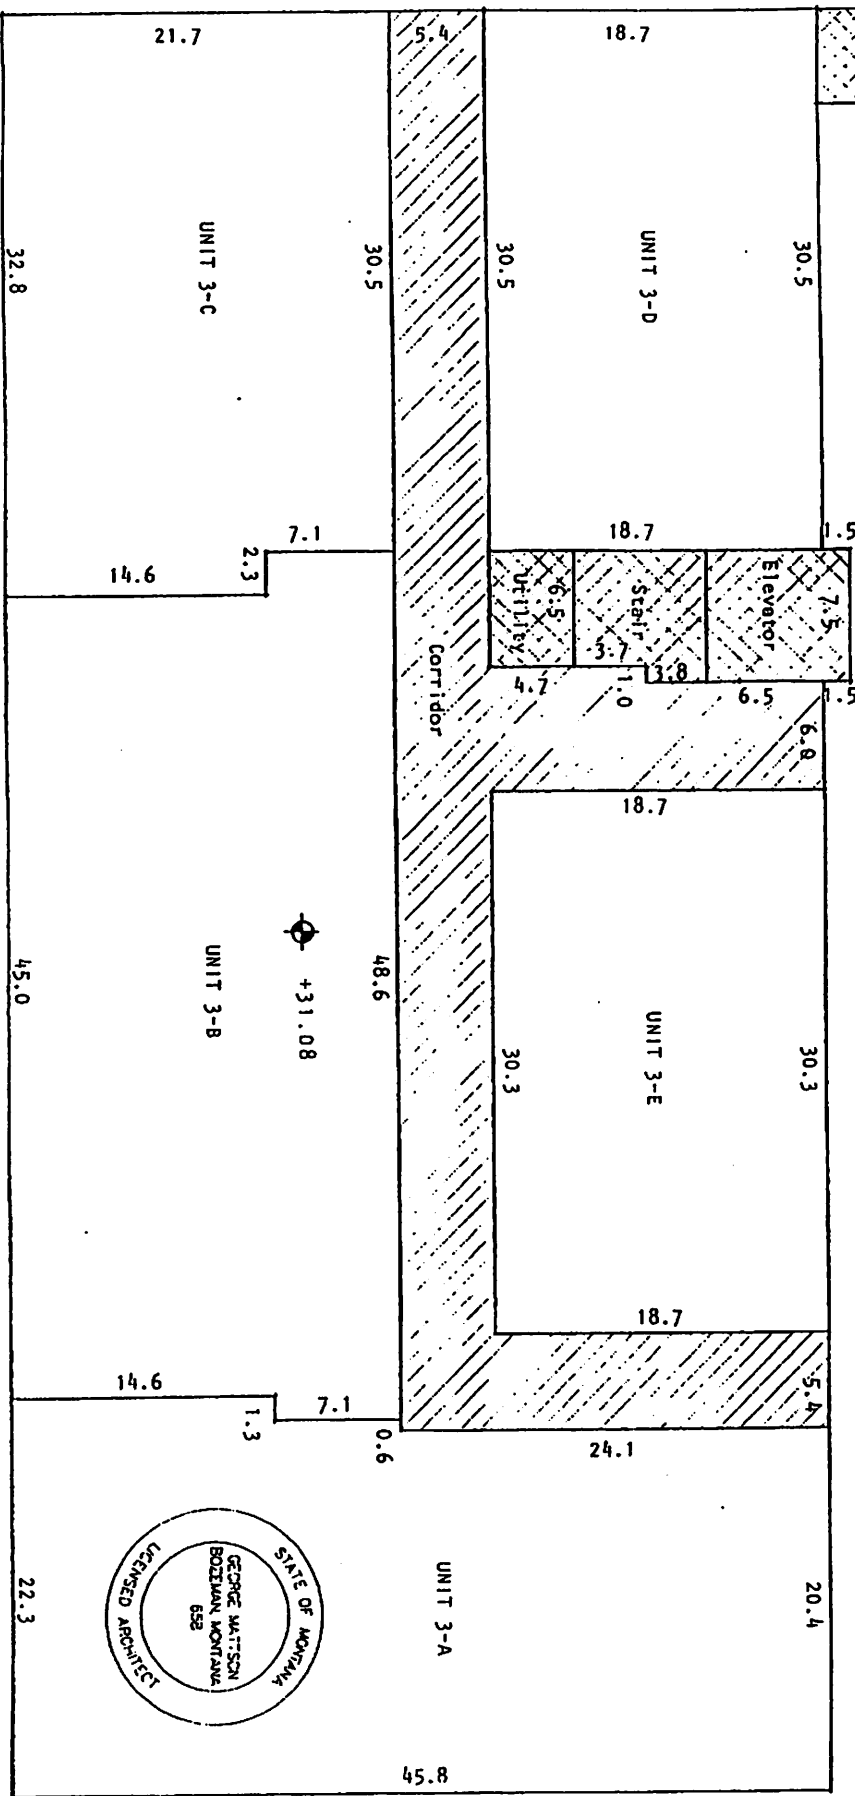 21.7
5.4
18.7
32.8
UNIT 3-C
30.5
30.5
UNIT 3-D
30.5
14.6
2.3
7.1
18.7
1.5
Utility
6.5
Stair
Elevator
7.5
3.7
4.7
1.0
3.8
6.5
1.5
6.0
Corridor
18.7
45.0
UNIT 3-B
+31.08
48.6
30.3
UNIT 3-E
30.3
18.7
14.6
1.3
7.1
0.6
24.1
5.4
STATE OF MONTANA
GEORGE MATTSON
BOZEMAN, MONTANA
658
LICENSED ARCHITECT
UNIT 3-A
22.3
20.4
45.8